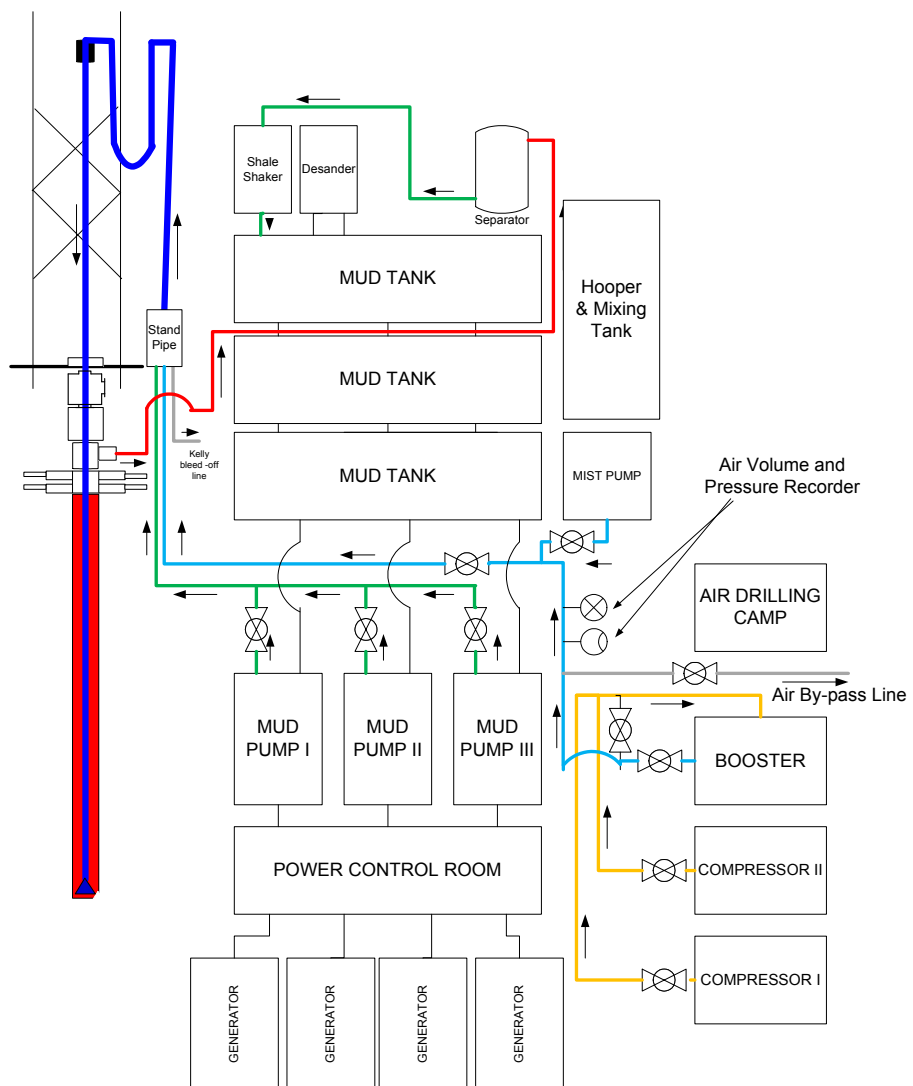 Shale
Shaker
Desander
Separator
MUD TANK
Hooper
& Mixing
Tank
Stand
Pipe
MUD TANK
Kelly
bleed -off
line
MUD TANK
MIST PUMP
Air Volume and
Pressure Recorder
AIR DRILLING
CAMP
Air By-pass Line
MUD
PUMP I
MUD
PUMP II
MUD
PUMP III
BOOSTER
POWER CONTROL ROOM
COMPRESSOR II
COMPRESSOR I
GENERATOR
GENERATOR
GENERATOR
GENERATOR